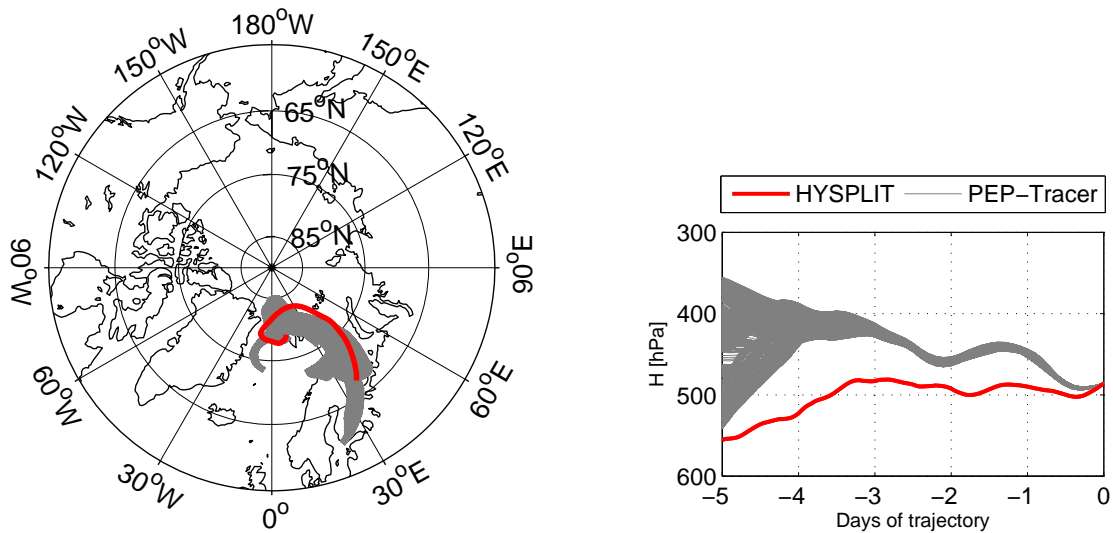 180°W
150°W
150°E
65°N
120°W
120°E
75°N
85°N
90°W
90°E
60°W
60°E
30°W
30°E
0°
HYSPLIT
PEP−Tracer
300
400
500
600
H [hPa]
−5
−4
−3
−2
−1
0
Days of trajectory